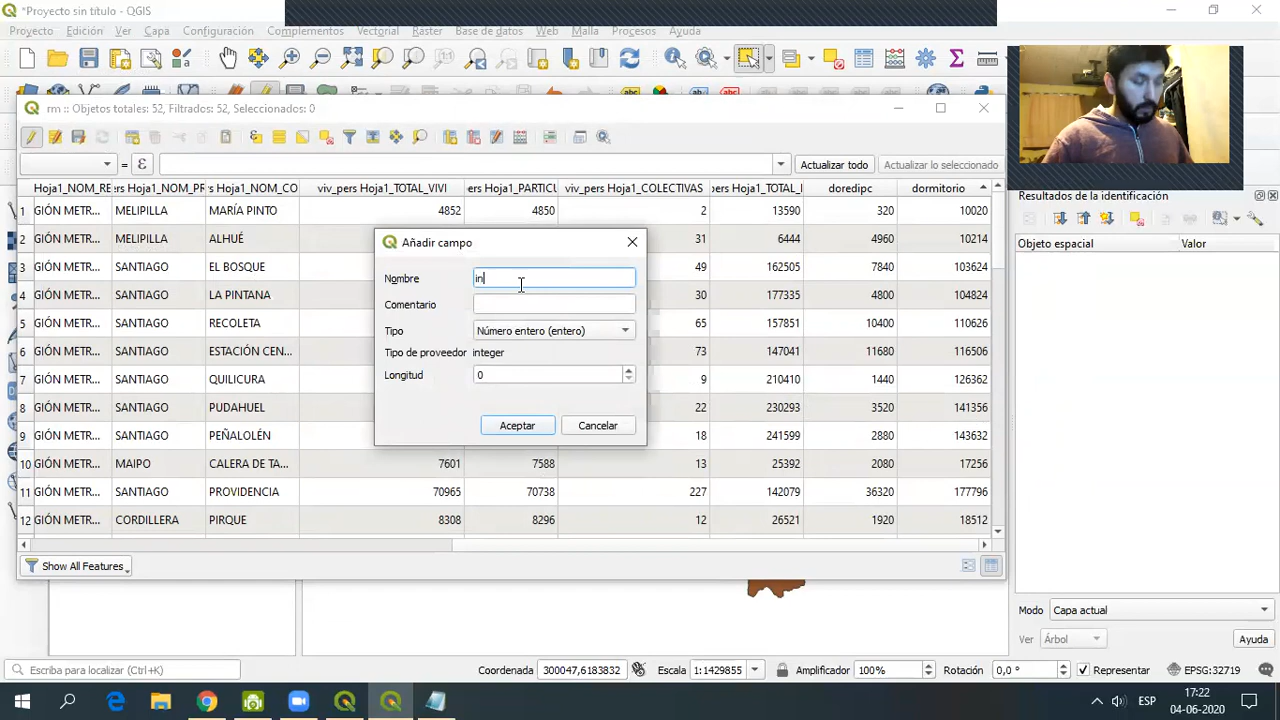 *Proyecto sin título - QGIS
Proyecto Edición Ver Capa Configuración Complementos Vectorial Ráster Base de datos Web Malla Procesos Ayuda
rm :: Objetos totales: 52, Filtrados: 52, Seleccionados: 0
= ε Actualizar todo Actualizar lo seleccionado
Hoja1_NOM_RE ers Hoja1_NOM_PR rs Hoja1_NOM_CO viv_pers Hoja1_TOTAL_VIVI ers Hoja1_PARTICU viv_pers Hoja1_COLECTIVAS pers Hoja1_TOTAL_I doredipc dormitorio
1 GIÓN METR... MELIPILLA MARÍA PINTO 4852 4850 2 13590 320 10020
2 GIÓN METR... MELIPILLA ALHUÉ 31 6444 4960 10214
3 GIÓN METR... SANTIAGO EL BOSQUE 49 162505 7840 103624
4 GIÓN METR... SANTIAGO LA PINTANA 30 177335 4800 104824
5 GIÓN METR... SANTIAGO RECOLETA 65 157851 10400 110626
6 GIÓN METR... SANTIAGO ESTACIÓN CEN... 73 147041 11680 116506
7 GIÓN METR... SANTIAGO QUILICURA 9 210410 1440 126362
8 GIÓN METR... SANTIAGO PUDAHUEL 22 230293 3520 141356
9 GIÓN METR... SANTIAGO PEÑALOLÉN 18 241599 2880 143632
10 GIÓN METR... MAIPO CALERA DE TA... 7601 7588 13 25392 2080 17256
11 GIÓN METR... SANTIAGO PROVIDENCIA 70965 70738 227 142079 36320 177796
12 GIÓN METR... CORDILLERA PIRQUE 8308 8296 12 26521 1920 18512
Show All Features
Añadir campo
Nombre in
Comentario
Tipo Número entero (entero)
Tipo de proveedor integer
Longitud 0
Aceptar Cancelar
Resultados de la identificación
Objeto espacial Valor
Modo Capa actual
Ver Árbol Ayuda
Escriba para localizar (Ctrl+K) Coordenada 300047,6183832 Escala 1:1429855 Amplificador 100% Rotación 0,0 ° Representar EPSG:32719
ESP 17:22
04-06-2020